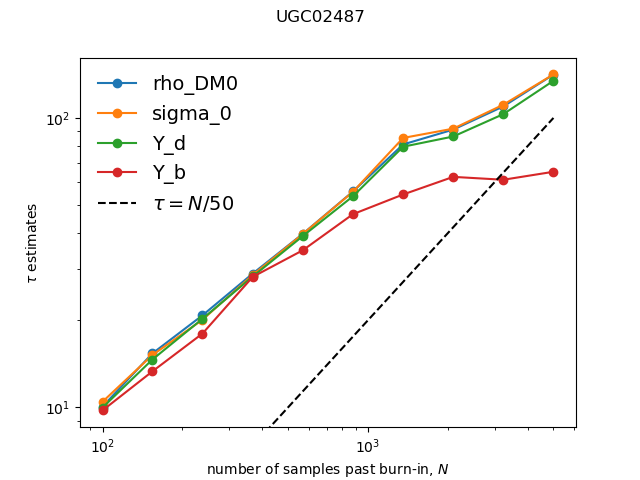 UGC02487
rho_DM0
sigma_0
Y_d
Y_b
τ = N/50
10²
10¹
τ estimates
10² 10³
number of samples past burn-in, N